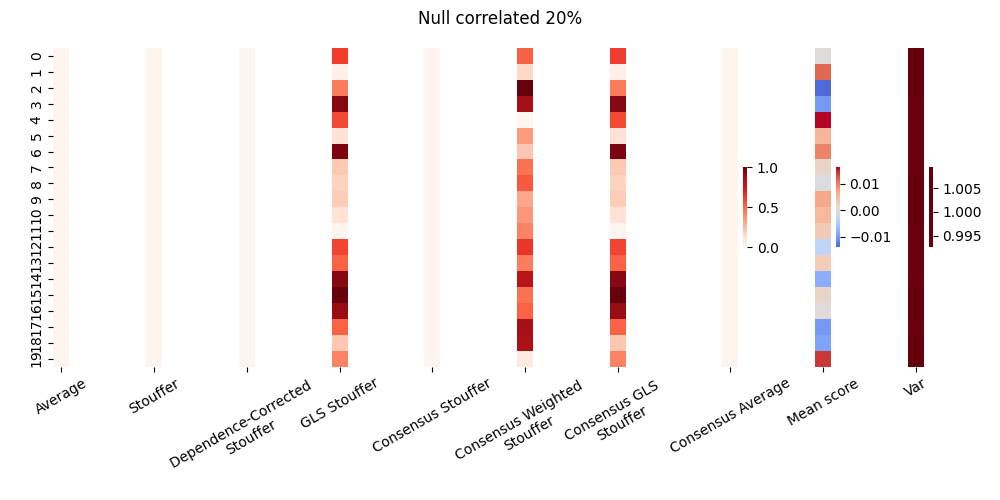 Null correlated 20%
0
1
2
3
4
5
6
7
8
9
10
11
12
13
14
15
16
17
18
19
1.0
0.5
0.0
0.01
0.00
−0.01
1.005
1.000
0.995
Average
Stouffer
Dependence-Corrected
Stouffer
GLS Stouffer
Consensus Stouffer
Consensus Weighted
Stouffer
Consensus GLS
Stouffer
Consensus Average
Mean score
Var